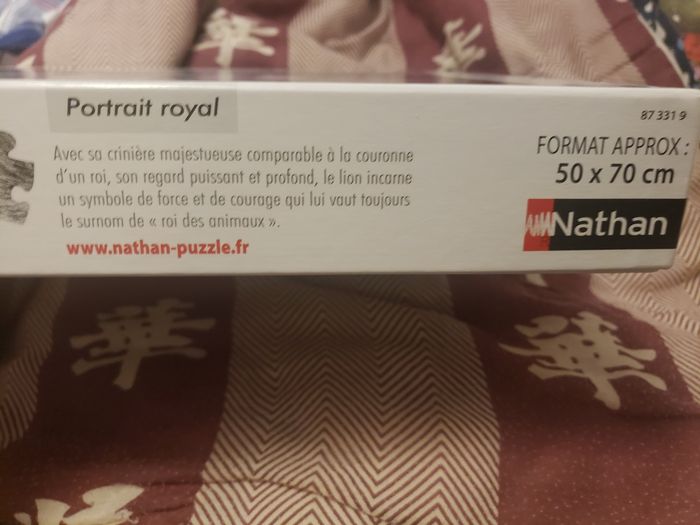 Portrait royal
Avec sa crinière majestueuse comparable à la couronne
d'un roi, son regard puissant et profond, le lion incarne
un symbole de force et de courage qui lui vaut toujours
le surnom de « roi des animaux ».
www.nathan-puzzle.fr
87 331 9
FORMAT APPROX :
50 x 70 cm
Nathan
華
華